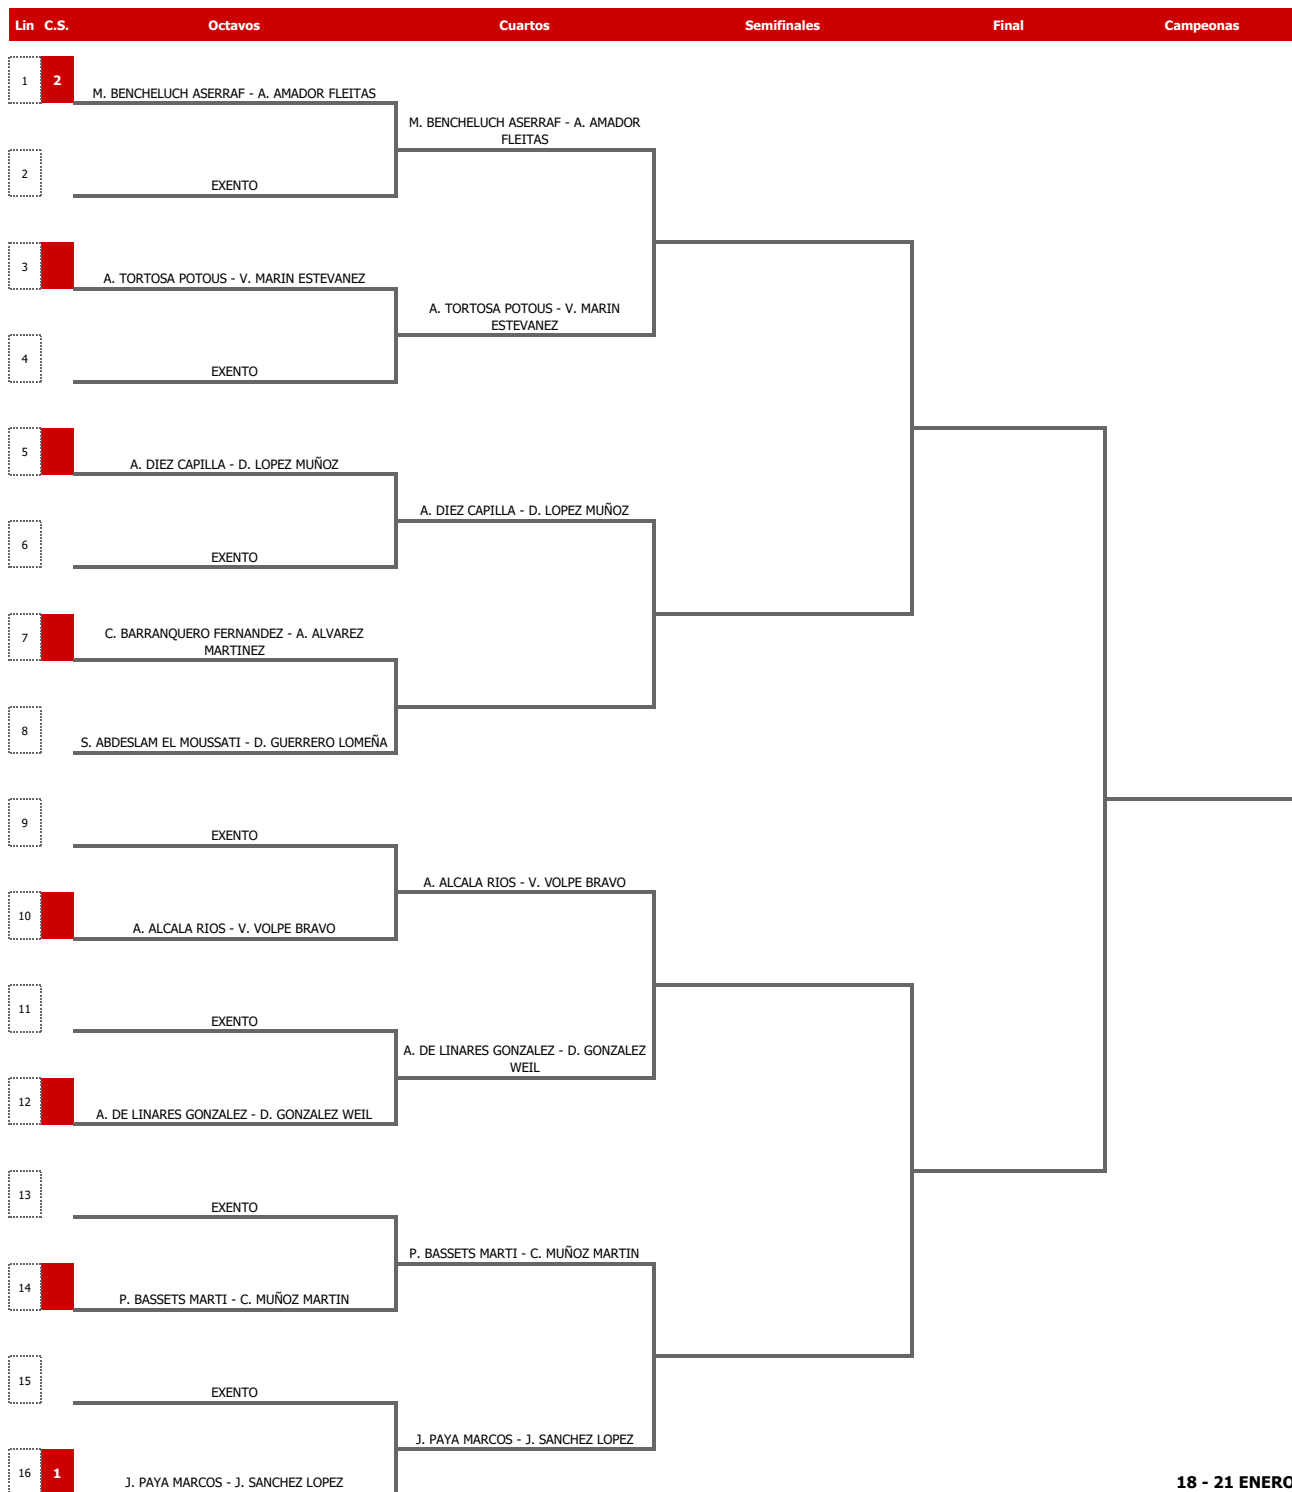 Lin C.S. Octavos Cuartos Semifinales Final Campeonas
1 2
M. BENCHELUCH ASERRAF - A. AMADOR FLEITAS
M. BENCHELUCH ASERRAF - A. AMADOR
FLEITAS
2
EXENTO
3
A. TORTOSA POTOUS - V. MARIN ESTEVANEZ
A. TORTOSA POTOUS - V. MARIN
ESTEVANEZ
4
EXENTO
5
A. DIEZ CAPILLA - D. LOPEZ MUÑOZ
A. DIEZ CAPILLA - D. LOPEZ MUÑOZ
6
EXENTO
7
C. BARRANQUERO FERNANDEZ - A. ALVAREZ
MARTINEZ
8
S. ABDESLAM EL MOUSSATI - D. GUERRERO LOMEÑA
9
EXENTO
A. ALCALA RIOS - V. VOLPE BRAVO
10
A. ALCALA RIOS - V. VOLPE BRAVO
11
EXENTO
A. DE LINARES GONZALEZ - D. GONZALEZ
WEIL
12
A. DE LINARES GONZALEZ - D. GONZALEZ WEIL
13
EXENTO
P. BASSETS MARTI - C. MUÑOZ MARTIN
14
P. BASSETS MARTI - C. MUÑOZ MARTIN
15
EXENTO
J. PAYA MARCOS - J. SANCHEZ LOPEZ
16 1
J. PAYA MARCOS - J. SANCHEZ LOPEZ
18 - 21 ENERO